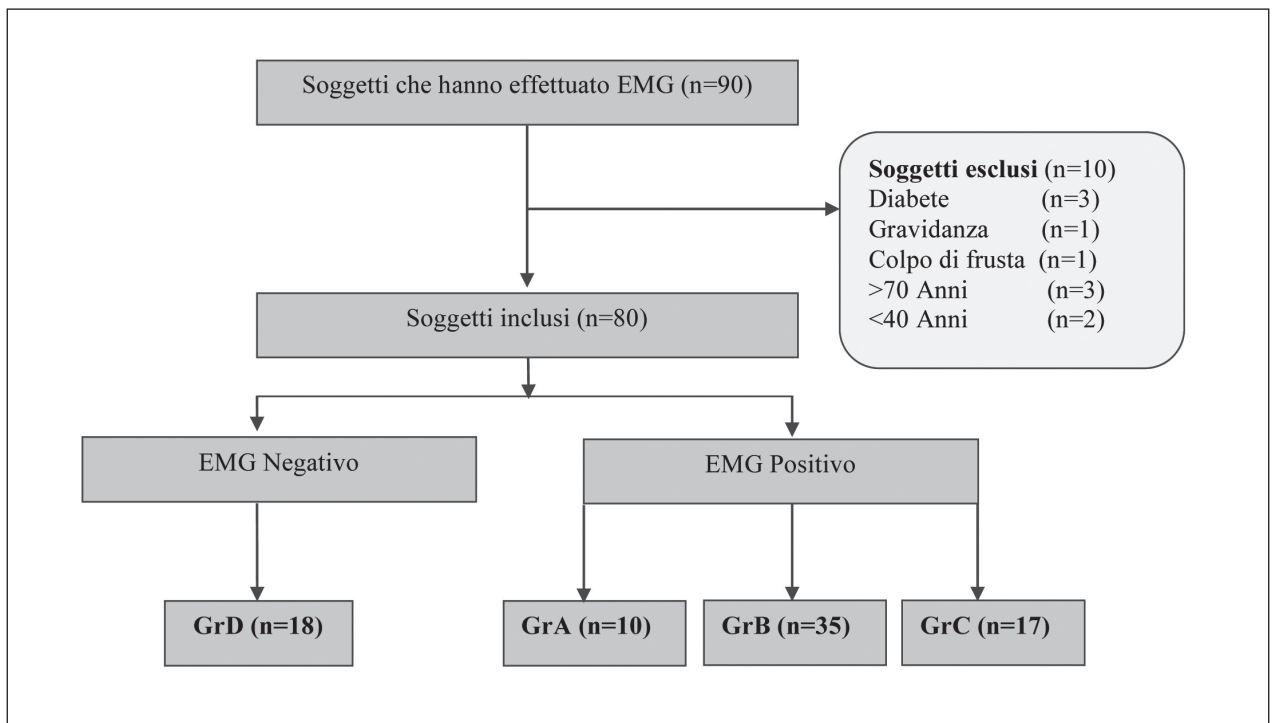 Soggetti che hanno effettuato EMG (n=90)
Soggetti esclusi (n=10)
Diabete (n=3)
Gravidanza (n=1)
Colpo di frusta (n=1)
>70 Anni (n=3)
<40 Anni (n=2)
Soggetti inclusi (n=80)
EMG Negativo
EMG Positivo
GrD (n=18)
GrA (n=10)
GrB (n=35)
GrC (n=17)